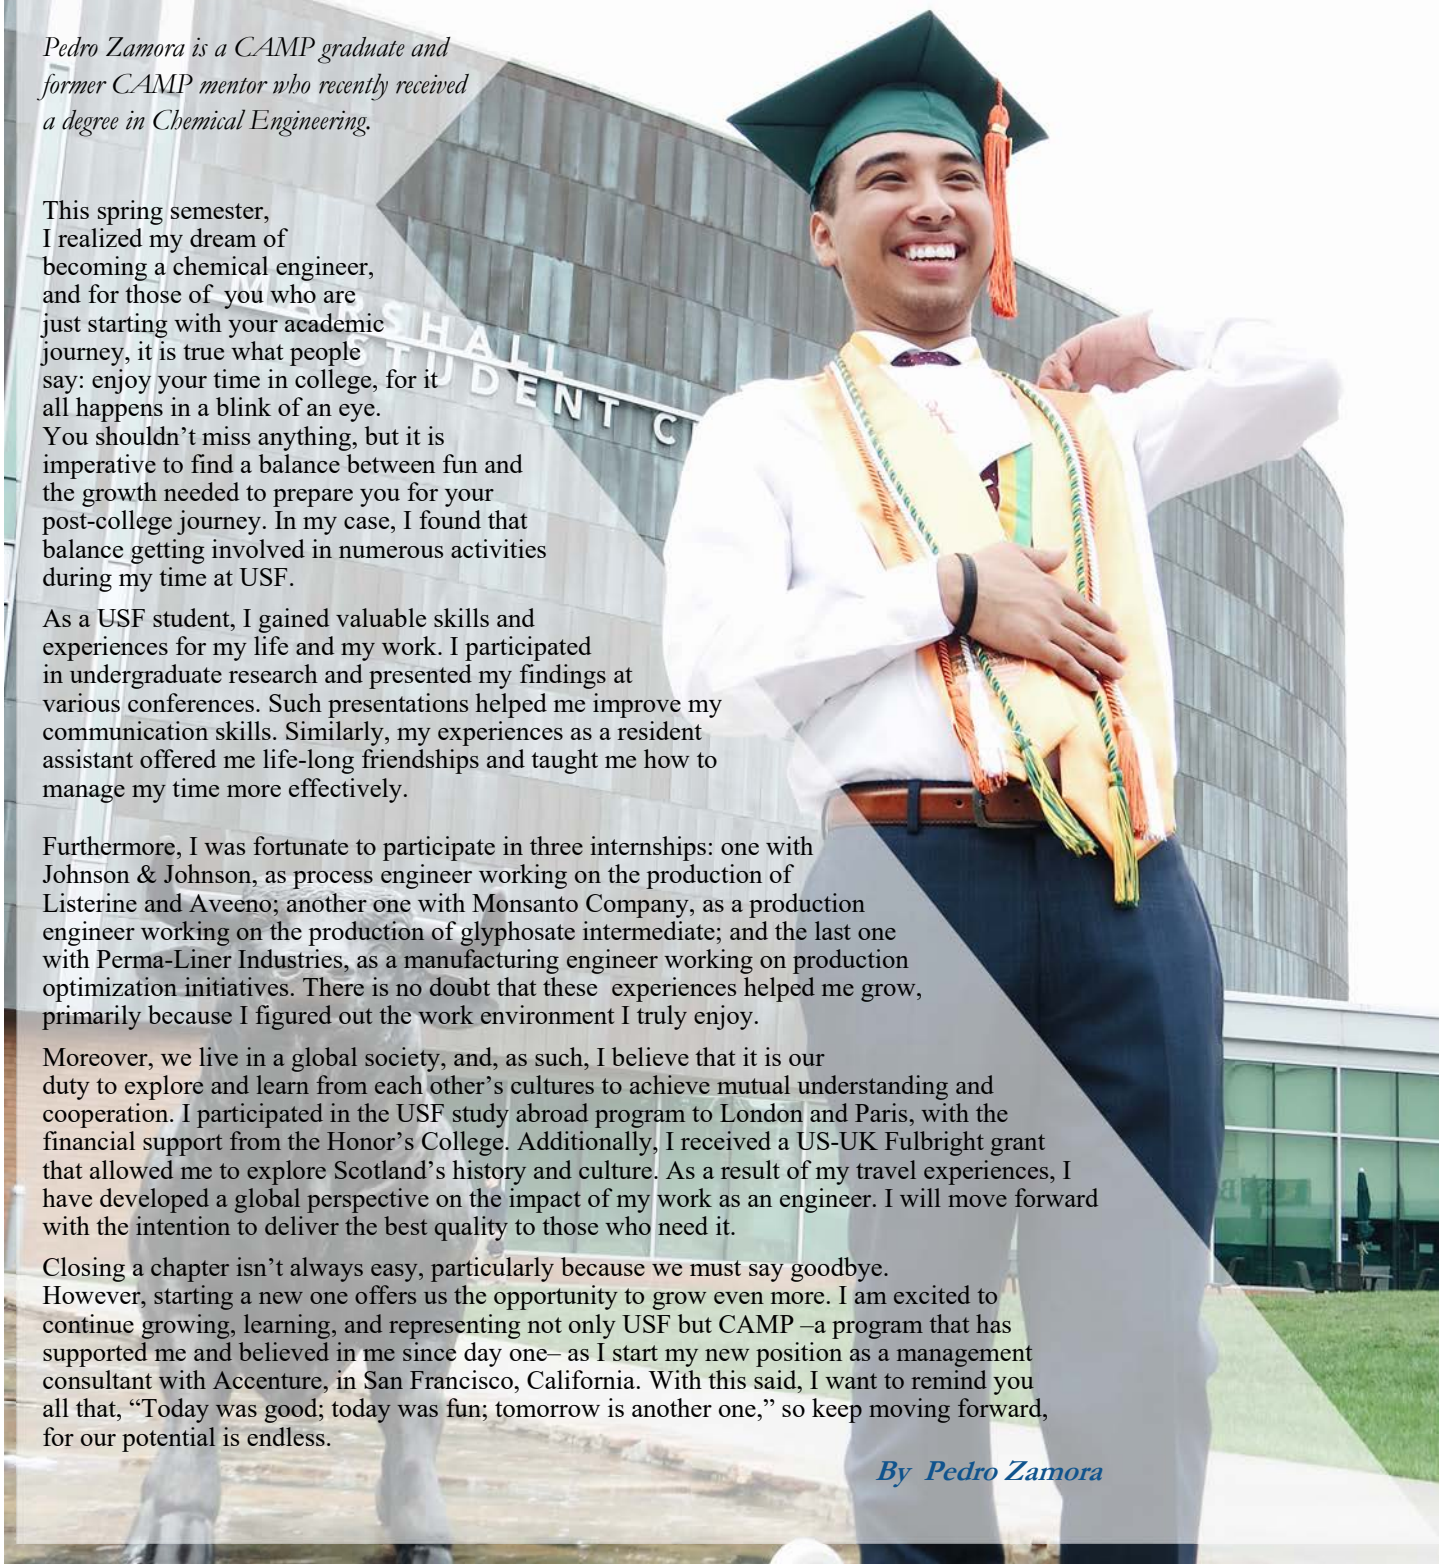 Pedro Zamora is a CAMP graduate and
former CAMP mentor who recently received
a degree in Chemical Engineering.
This spring semester,
I realized my dream of
becoming a chemical engineer,
and for those of you who are
just starting with your academic
journey, it is true what people
say: enjoy your time in college, for it
all happens in a blink of an eye.
You shouldn’t miss anything, but it is
imperative to find a balance between fun and
the growth needed to prepare you for your
post-college journey. In my case, I found that
balance getting involved in numerous activities
during my time at USF.
As a USF student, I gained valuable skills and
experiences for my life and my work. I participated
in undergraduate research and presented my findings at
various conferences. Such presentations helped me improve my
communication skills. Similarly, my experiences as a resident
assistant offered me life-long friendships and taught me how to
manage my time more effectively.
Furthermore, I was fortunate to participate in three internships: one with
Johnson & Johnson, as process engineer working on the production of
Listerine and Aveeno; another one with Monsanto Company, as a production
engineer working on the production of glyphosate intermediate; and the last one
with Perma-Liner Industries, as a manufacturing engineer working on production
optimization initiatives. There is no doubt that these experiences helped me grow,
primarily because I figured out the work environment I truly enjoy.
Moreover, we live in a global society, and, as such, I believe that it is our
duty to explore and learn from each other’s cultures to achieve mutual understanding and
cooperation. I participated in the USF study abroad program to London and Paris, with the
financial support from the Honor’s College. Additionally, I received a US-UK Fulbright grant
that allowed me to explore Scotland’s history and culture. As a result of my travel experiences, I
have developed a global perspective on the impact of my work as an engineer. I will move forward
with the intention to deliver the best quality to those who need it.
Closing a chapter isn’t always easy, particularly because we must say goodbye.
However, starting a new one offers us the opportunity to grow even more. I am excited to
continue growing, learning, and representing not only USF but CAMP –a program that has
supported me and believed in me since day one– as I start my new position as a management
consultant with Accenture, in San Francisco, California. With this said, I want to remind you
all that, “Today was good; today was fun; tomorrow is another one,” so keep moving forward,
for our potential is endless.
By Pedro Zamora
MARSHALL
STUDENT C